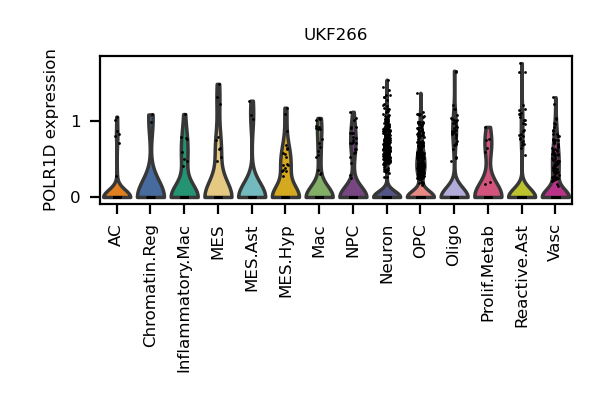 UKF266
POLR1D expression
1
0
AC
Chromatin.Reg
Inflammatory.Mac
MES
MES.Ast
MES.Hyp
Mac
NPC
Neuron
OPC
Oligo
Prolif.Metab
Reactive.Ast
Vasc